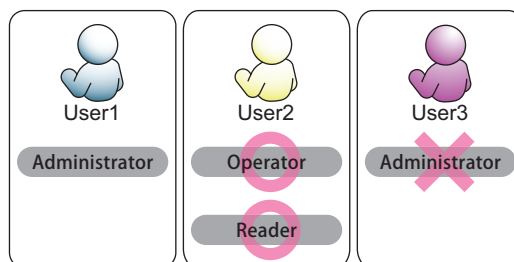 User1
User2
User3
Administrator
Operator
Administrator
Reader